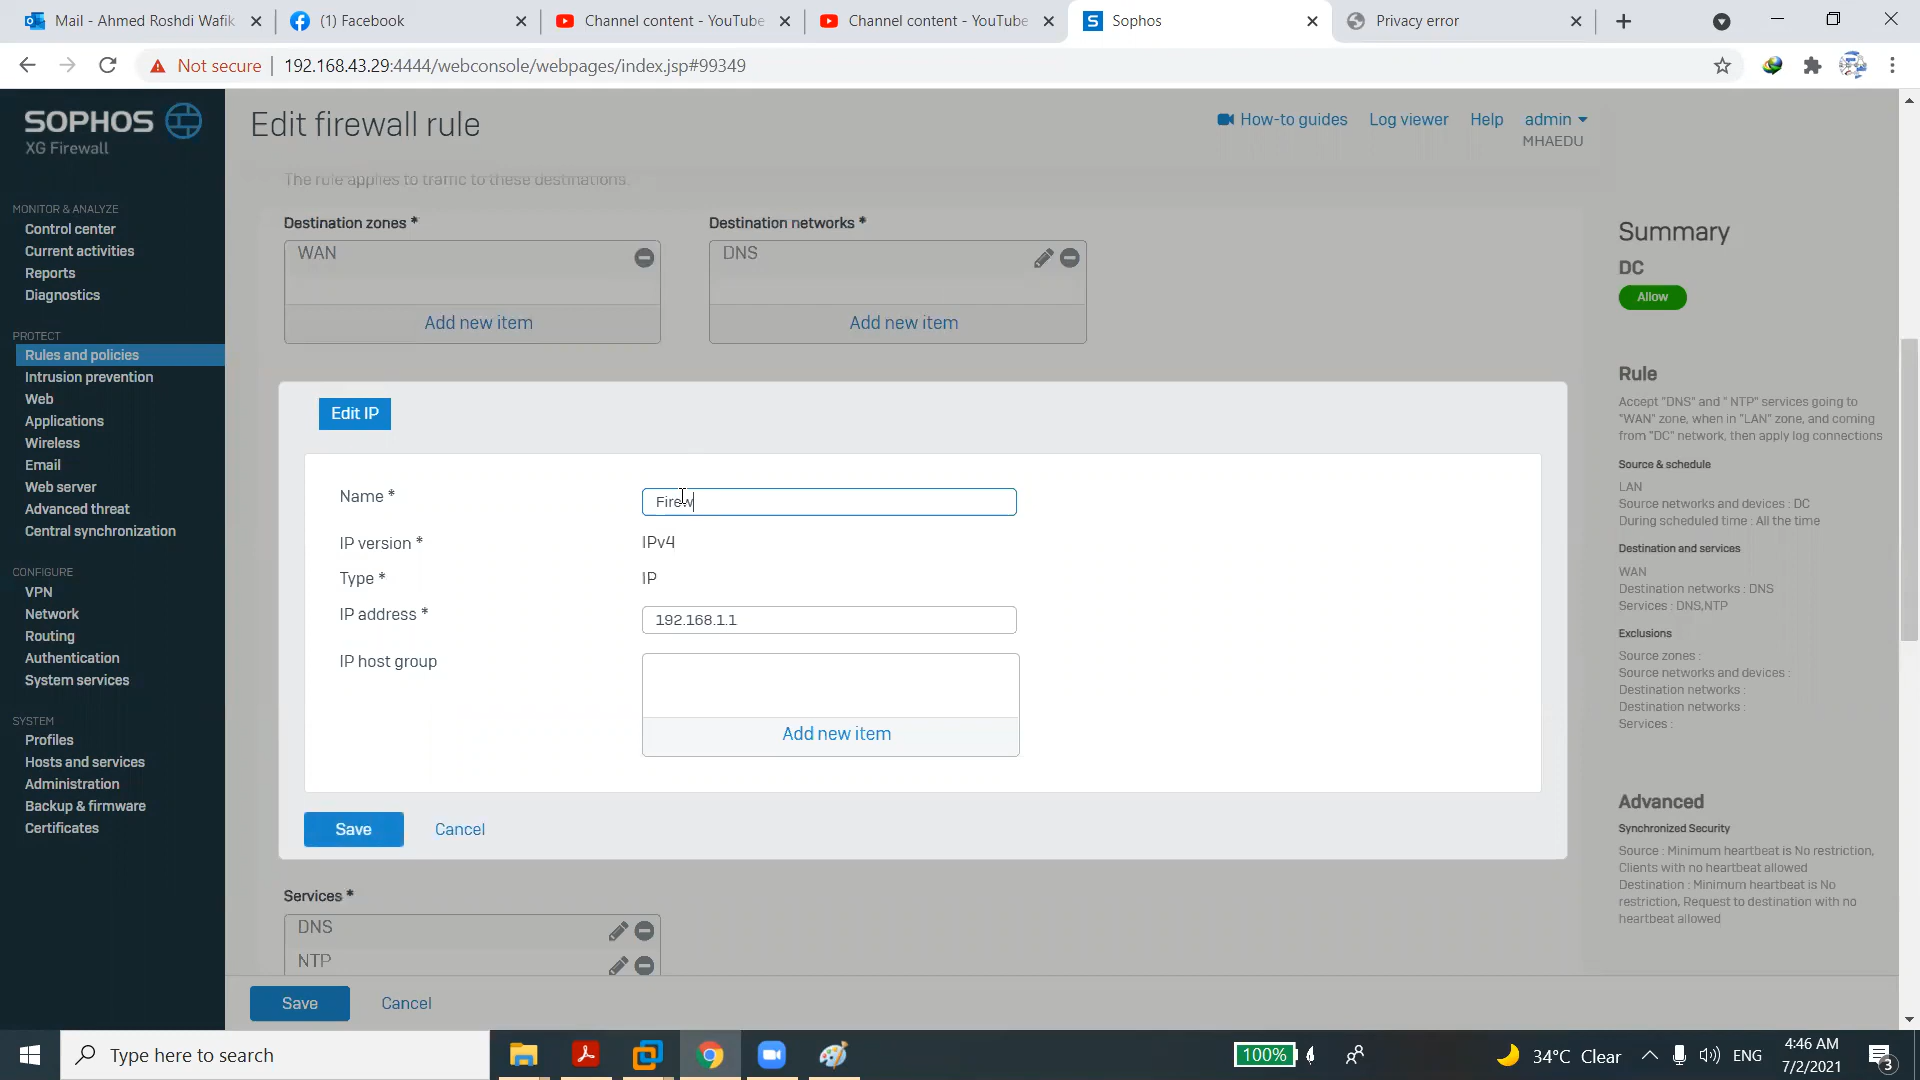 Mail - Ahmed Roshdi Wafik
(1) Facebook
Channel content - YouTube
Channel content - YouTube
Sophos
Privacy error
Not secure
192.168.43.29:4444/webconsole/webpages/index.jsp#99349
SOPHOS
XG Firewall
MONITOR & ANALYZE
Control center
Current activities
Reports
Diagnostics
PROTECT
Rules and policies
Intrusion prevention
Web
Applications
Wireless
Email
Web server
Advanced threat
Central synchronization
CONFIGURE
VPN
Network
Routing
Authentication
System services
SYSTEM
Profiles
Hosts and services
Administration
Backup & firmware
Certificates
Edit firewall rule
How-to guides
Log viewer
Help
admin
MHAEDU
The rule applies to traffic to these destinations.
Destination zones *
WAN
Add new item
Destination networks *
DNS
Add new item
Edit IP
Name *
Firew
IP version *
IPv4
Type *
IP
IP address *
192.168.1.1
IP host group
Add new item
Save
Cancel
Services *
DNS
NTP
Save
Cancel
Summary
DC
Allow
Rule
Accept "DNS" and " NTP" services going to
"WAN" zone, when in "LAN" zone, and coming
from "DC" network, then apply log connections
Source & schedule
LAN
Source networks and devices : DC
During scheduled time : All the time
Destination and services
WAN
Destination networks : DNS
Services : DNS,NTP
Exclusions
Source zones :
Source networks and devices :
Destination networks :
Destination networks :
Services :
Advanced
Synchronized Security
Source : Minimum heartbeat is No restriction,
Clients with no heartbeat allowed
Destination : Minimum heartbeat is No
restriction, Request to destination with no
heartbeat allowed
Type here to search
100%
34°C Clear
ENG
4:46 AM
7/2/2021
3